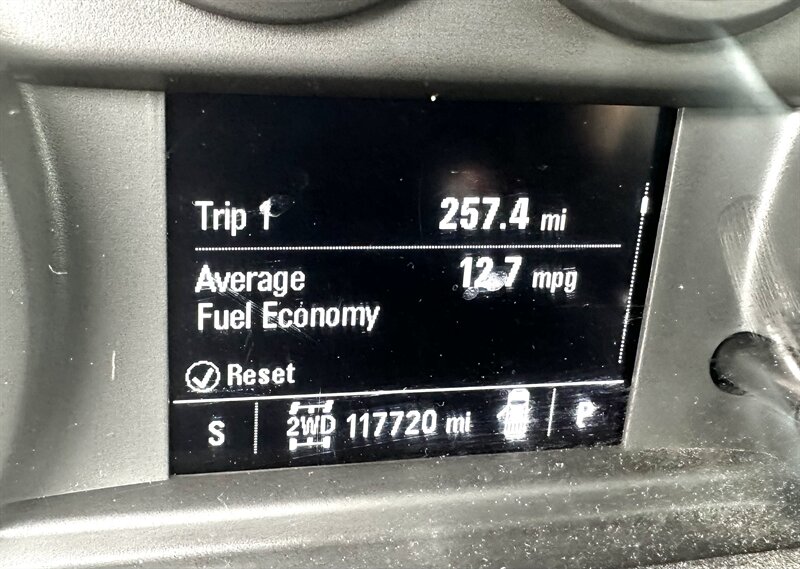 Trip 1 257.4 mi
Average 12.7 mpg
Fuel Economy
Reset
S 2WD 117720 mi P